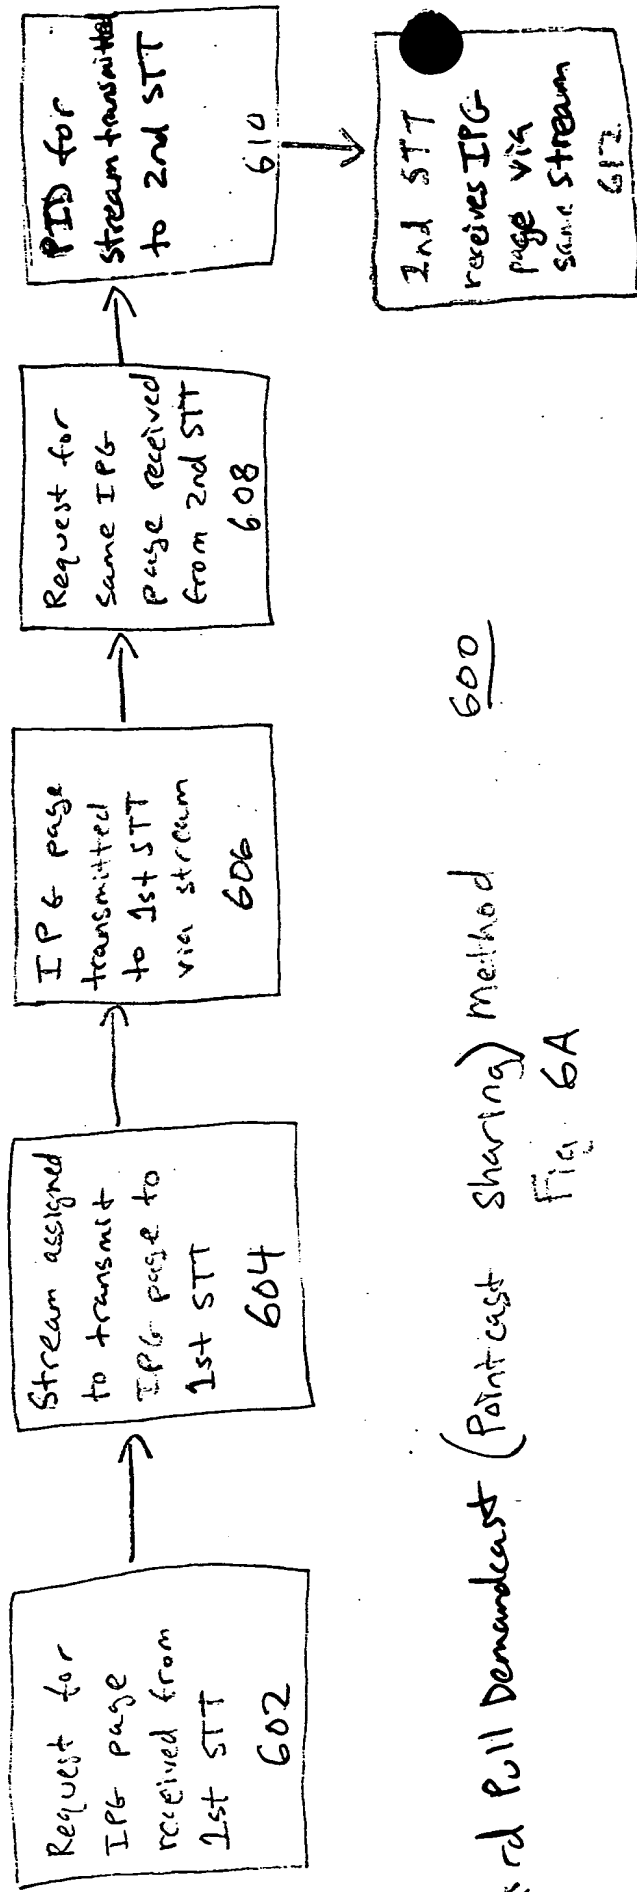 Request for
IPG page
received from
1st STT
602
Stream assigned
to transmit
IPG page to
1st STT
604
IPG page
transmitted
to 1st STT
via stream
606
Request for
same IPG
page received
from 2nd STT
608
PID for
stream transmitted
to 2nd STT
610
2nd STT
receives IPG
page via
same stream
612
Pull Demandcast (Pointcast sharing) Method
600
Fig. 6A